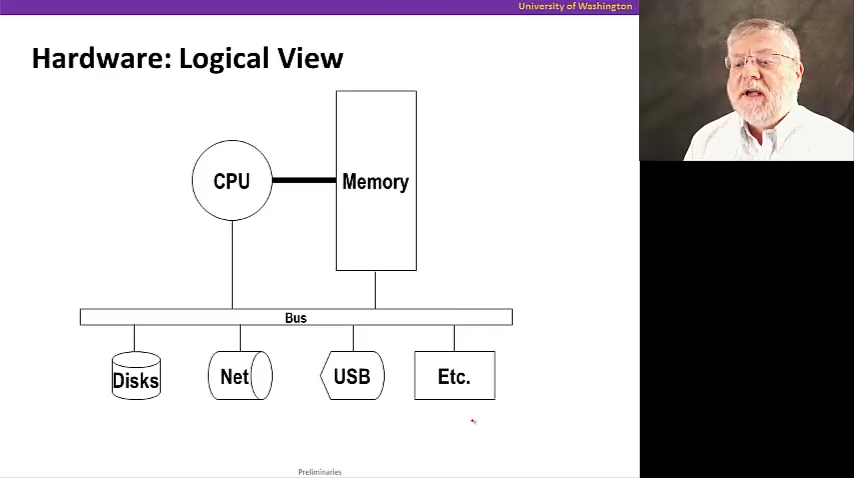 University of Washington
Hardware: Logical View
CPU
Memory
Bus
Disks
Net
USB
Etc.
Preliminaries